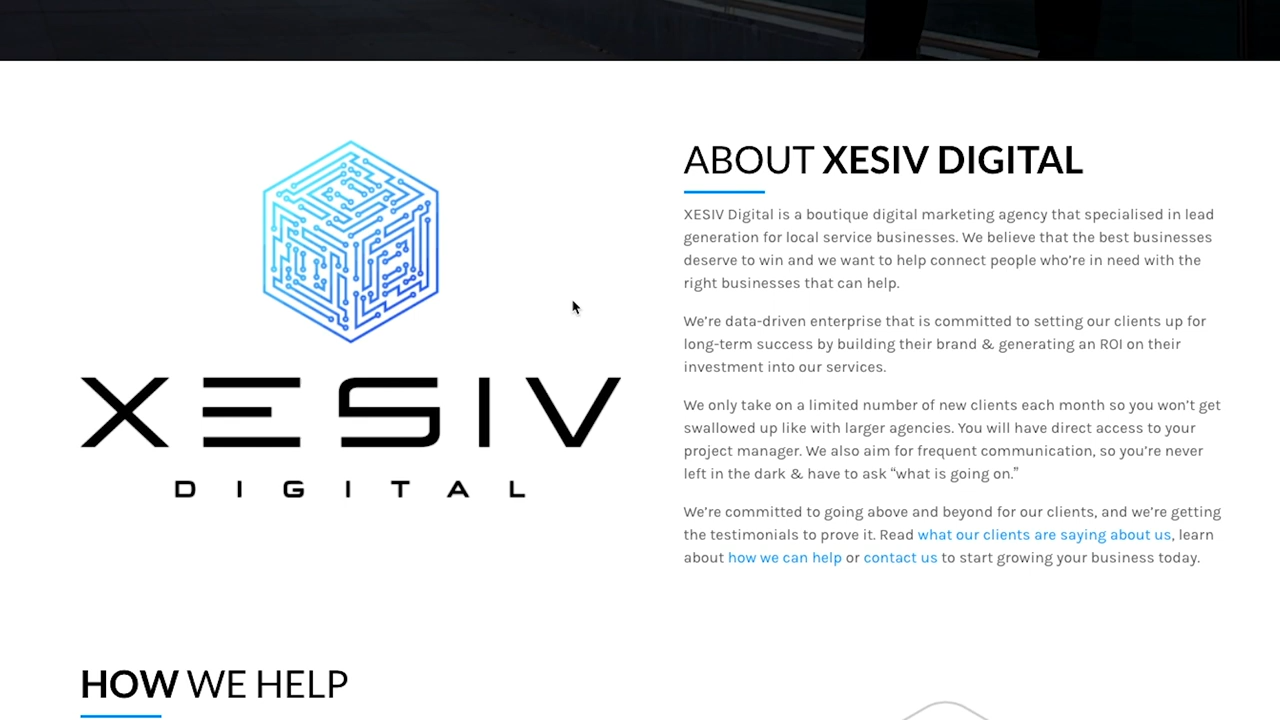 XESIV
DIGITAL
ABOUT XESIV DIGITAL
XESIV Digital is a boutique digital marketing agency that specialised in lead
generation for local service businesses. We believe that the best businesses
deserve to win and we want to help connect people who're in need with the
right businesses that can help.
We're data-driven enterprise that is committed to setting our clients up for
long-term success by building their brand & generating an ROI on their
investment into our services.
We only take on a limited number of new clients each month so you won't get
swallowed up like with larger agencies. You will have direct access to your
project manager. We also aim for frequent communication, so you're never
left in the dark & have to ask “what is going on.”
We're committed to going above and beyond for our clients, and we're getting
the testimonials to prove it. Read what our clients are saying about us, learn
about how we can help or contact us to start growing your business today.
HOW WE HELP